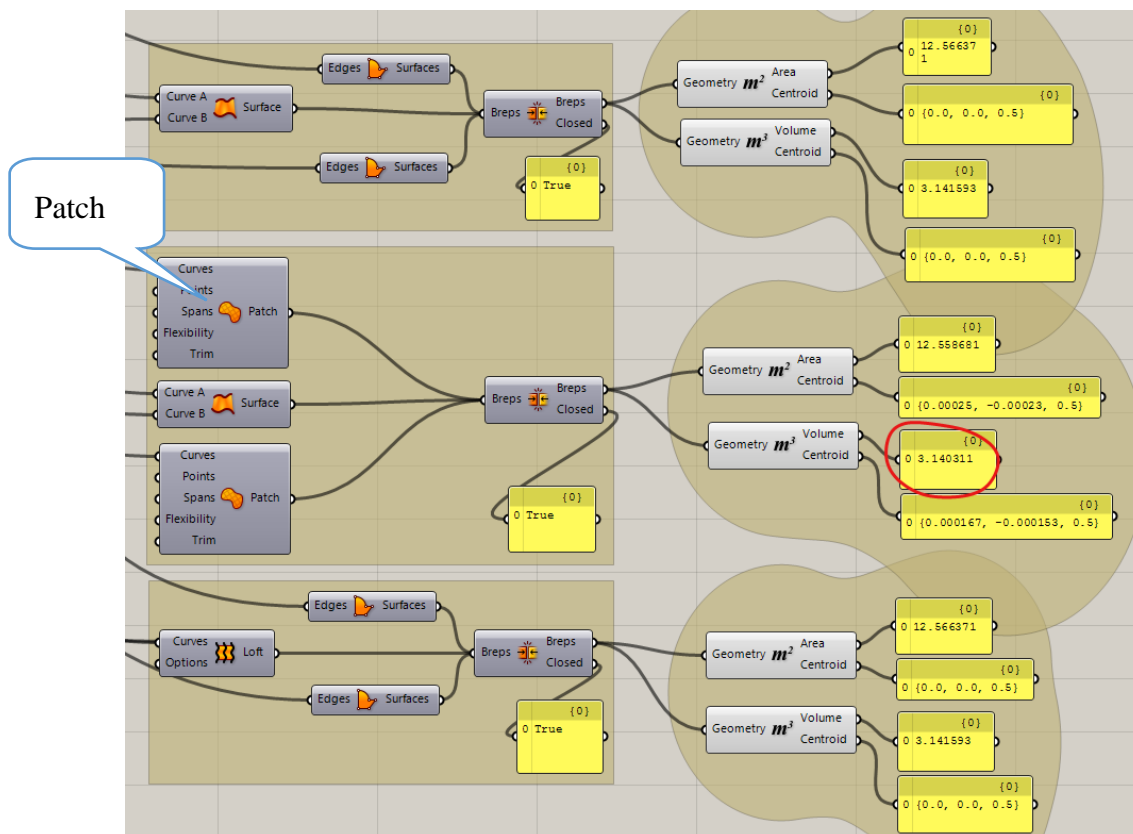 {0}
0 12.56637
1
Edges Surfaces
Curve A Surface
Curve B
Breps Breps
Closed
Geometry m² Area
Centroid
{0}
0 {0.0, 0.0, 0.5}
Geometry m³ Volume
Centroid
Edges Surfaces
{0}
0 True
{0}
0 3.141593
{0}
0 {0.0, 0.0, 0.5}
Patch
Curves
Points
Spans Patch
Flexibility
Trim
{0}
0 12.558681
Geometry m² Area
Centroid
{0}
0 {0.00025, -0.00023, 0.5}
Curve A Surface
Curve B
Breps Breps
Closed
Geometry m³ Volume
Centroid
{0}
0 3.140311
Curves
Points
Spans Patch
Flexibility
Trim
{0}
0 True
{0}
0 {0.000167, -0.000153, 0.5}
Edges Surfaces
Curves Loft
Options
Breps Breps
Closed
Geometry m² Area
Centroid
{0}
0 12.566371
{0}
0 {0.0, 0.0, 0.5}
Edges Surfaces
{0}
0 True
Geometry m³ Volume
Centroid
{0}
0 3.141593
{0}
0 {0.0, 0.0, 0.5}